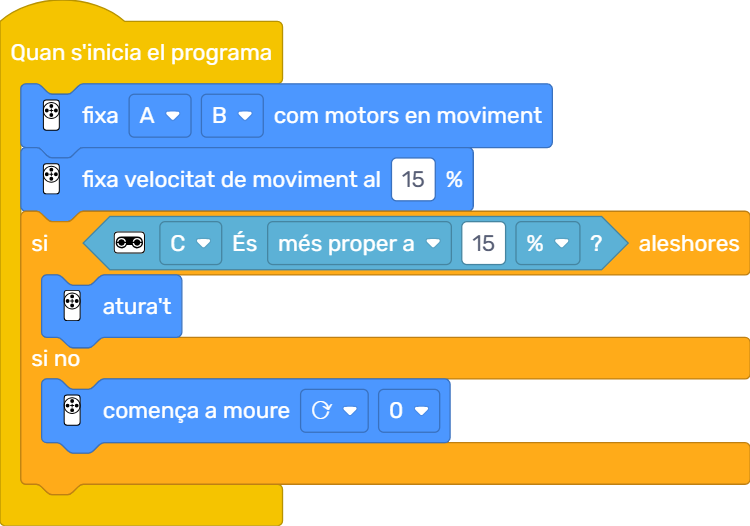 Quan s'inicia el programa
fixa A B com motors en moviment
fixa velocitat de moviment al 15 %
si C És més proper a 15 % ? aleshores
atura't
si no
comença a moure 0